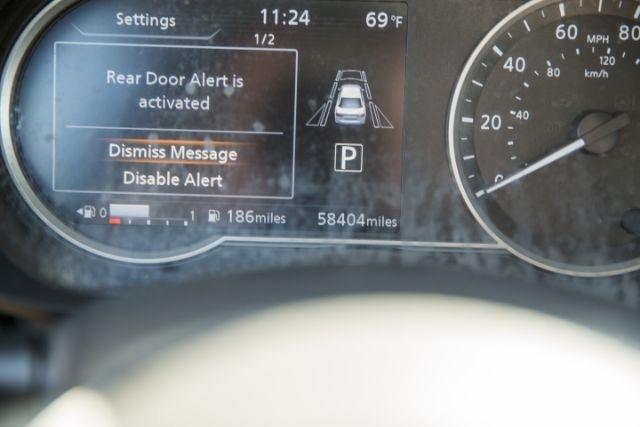 Settings
11:24
69°F
1/2
Rear Door Alert is
activated
Dismiss Message
Disable Alert
P
0
1
186miles
58404miles
60
MPH
80
40
120
80
km/h
20
40
0